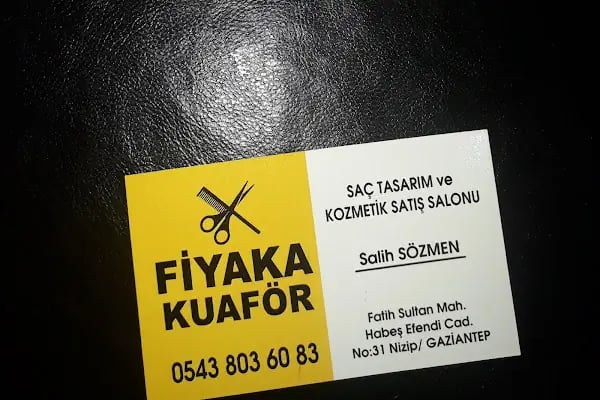 FİYAKA
KUAFÖR
0543 803 60 83
SAÇ TASARIM ve
KOZMETİK SATIŞ SALONU
Salih SÖZMEN
Fatih Sultan Mah.
Habeş Efendi Cad.
No:31 Nizip/ GAZİANTEP